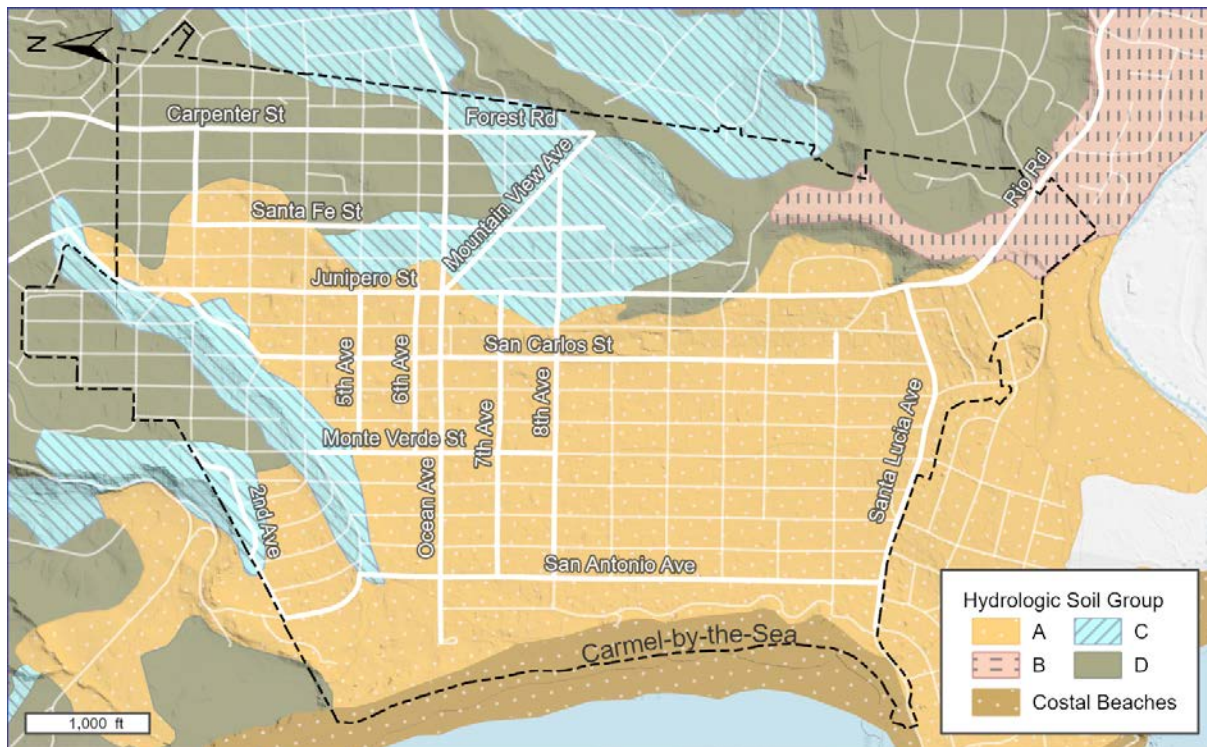 N
Carpenter St
Forest Rd
Mountain View Ave
Rio Rd
Santa Fe St
Junipero St
San Carlos St
5th Ave
6th Ave
7th Ave
8th Ave
Monte Verde St
Santa Lucia Ave
2nd Ave
Ocean Ave
San Antonio Ave
Carmel-by-the-Sea
1,000 ft
Hydrologic Soil Group
A
C
B
D
Costal Beaches